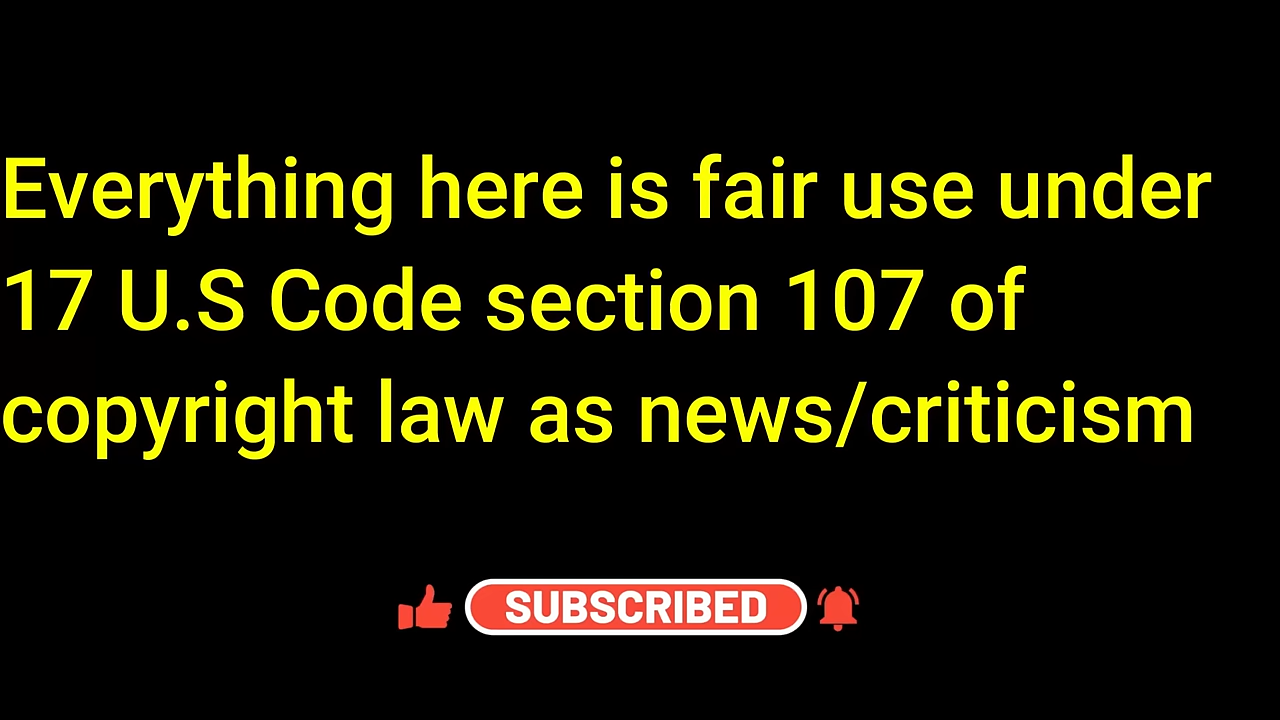 Everything here is fair use under
17 U.S Code section 107 of
copyright law as news/criticism
SUBSCRIBED